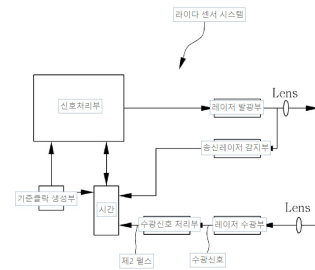 라이다 센서 시스템
신호처리부
레이저 발광부
Lens
송신레이저 감지부
기준클락 생성부
시간
수광신호 처리부
레이저 수광부
Lens
제2 펄스
수광신호